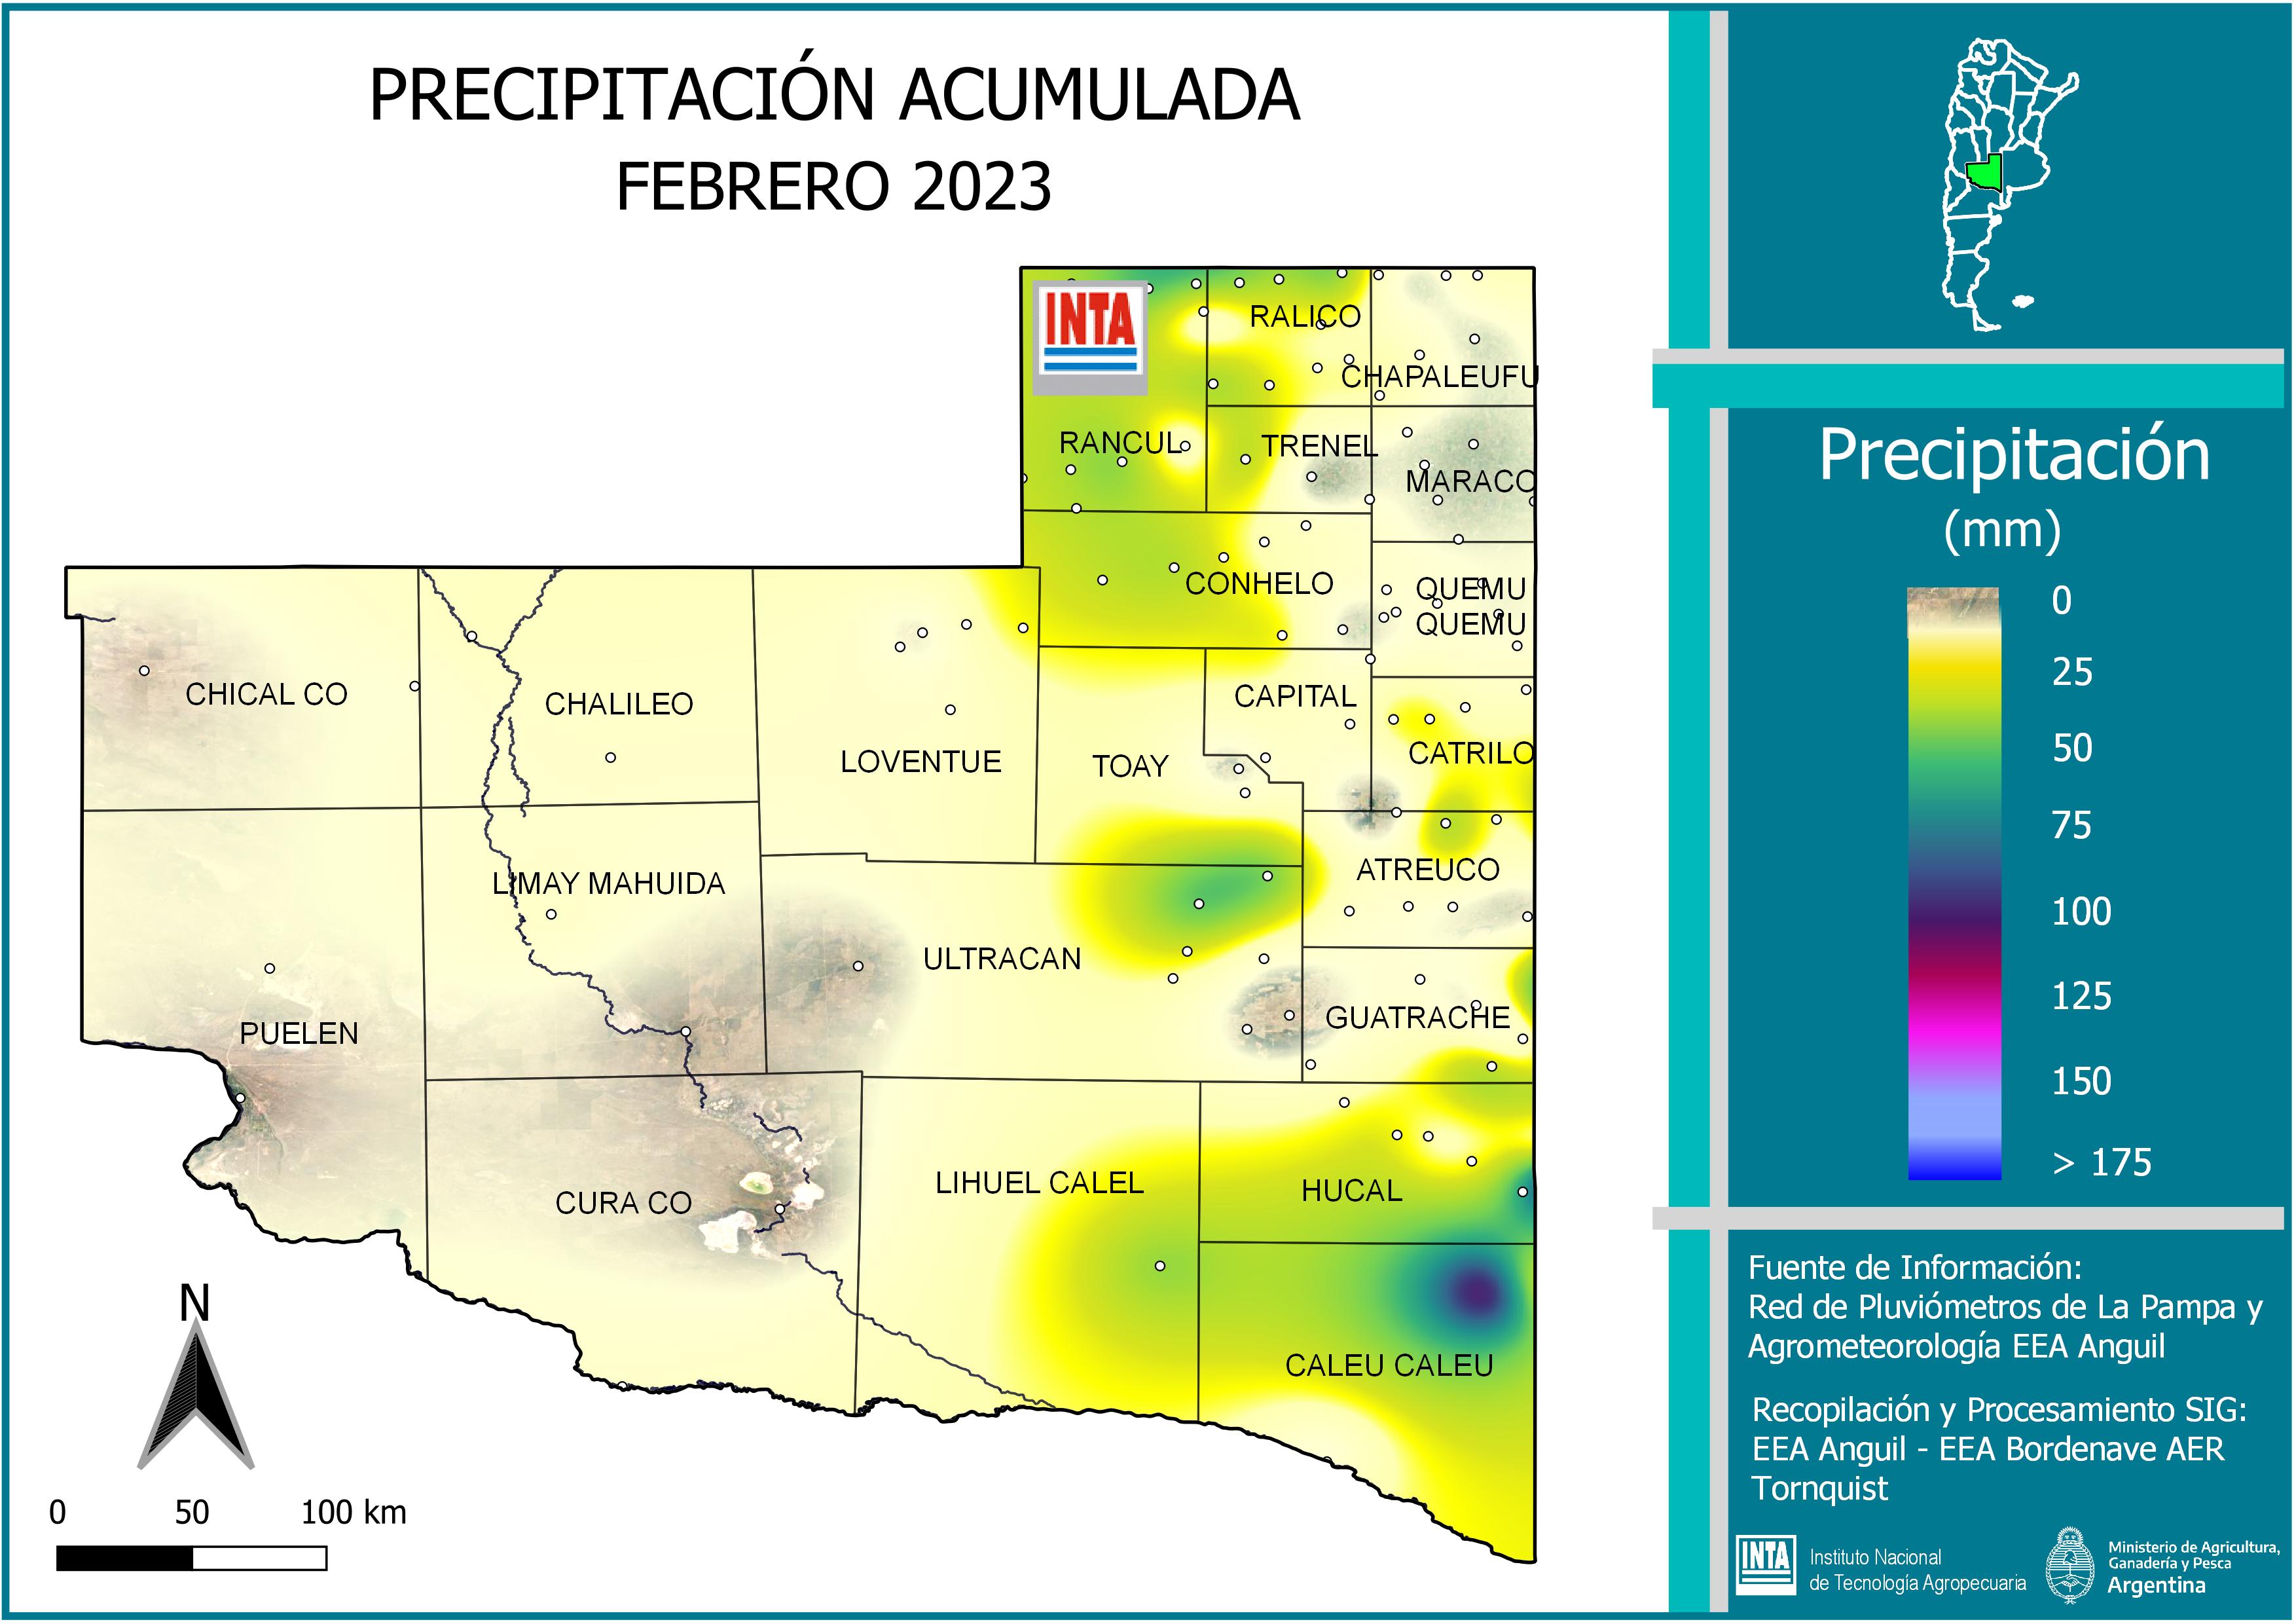 PRECIPITACIÓN ACUMULADA
FEBRERO 2023
INTA
RALICO
CHAPALEUFU
RANCUL
TRENEL
MARACO
CONHELO
QUEMU
QUEMU
CHICAL CO
CHALILEO
LOVENTUE
TOAY
CAPITAL
CATRILO
LIMAY MAHUIDA
ULTRACAN
ATREUCO
PUELEN
GUATRACHE
CURA CO
LIHUEL CALEL
HUCAL
CALEU CALEU
N
0 50 100 km
Precipitación
(mm)
0
25
50
75
100
125
150
> 175
Fuente de Información:
Red de Pluviómetros de La Pampa y
Agrometeorología EEA Anguil
Recopilación y Procesamiento SIG:
EEA Anguil - EEA Bordenave AER
Tornquist
INTA
Instituto Nacional
de Tecnología Agropecuaria
Ministerio de Agricultura,
Ganadería y Pesca
Argentina